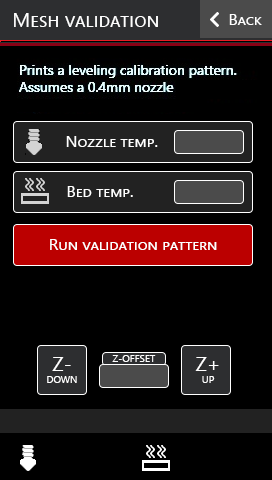 Mesh validation
Back
Prints a leveling calibration pattern.
Assumes a 0.4mm nozzle
Nozzle temp.
Bed temp.
Run validation pattern
Z-
DOWN
Z-OFFSET
Z+
UP